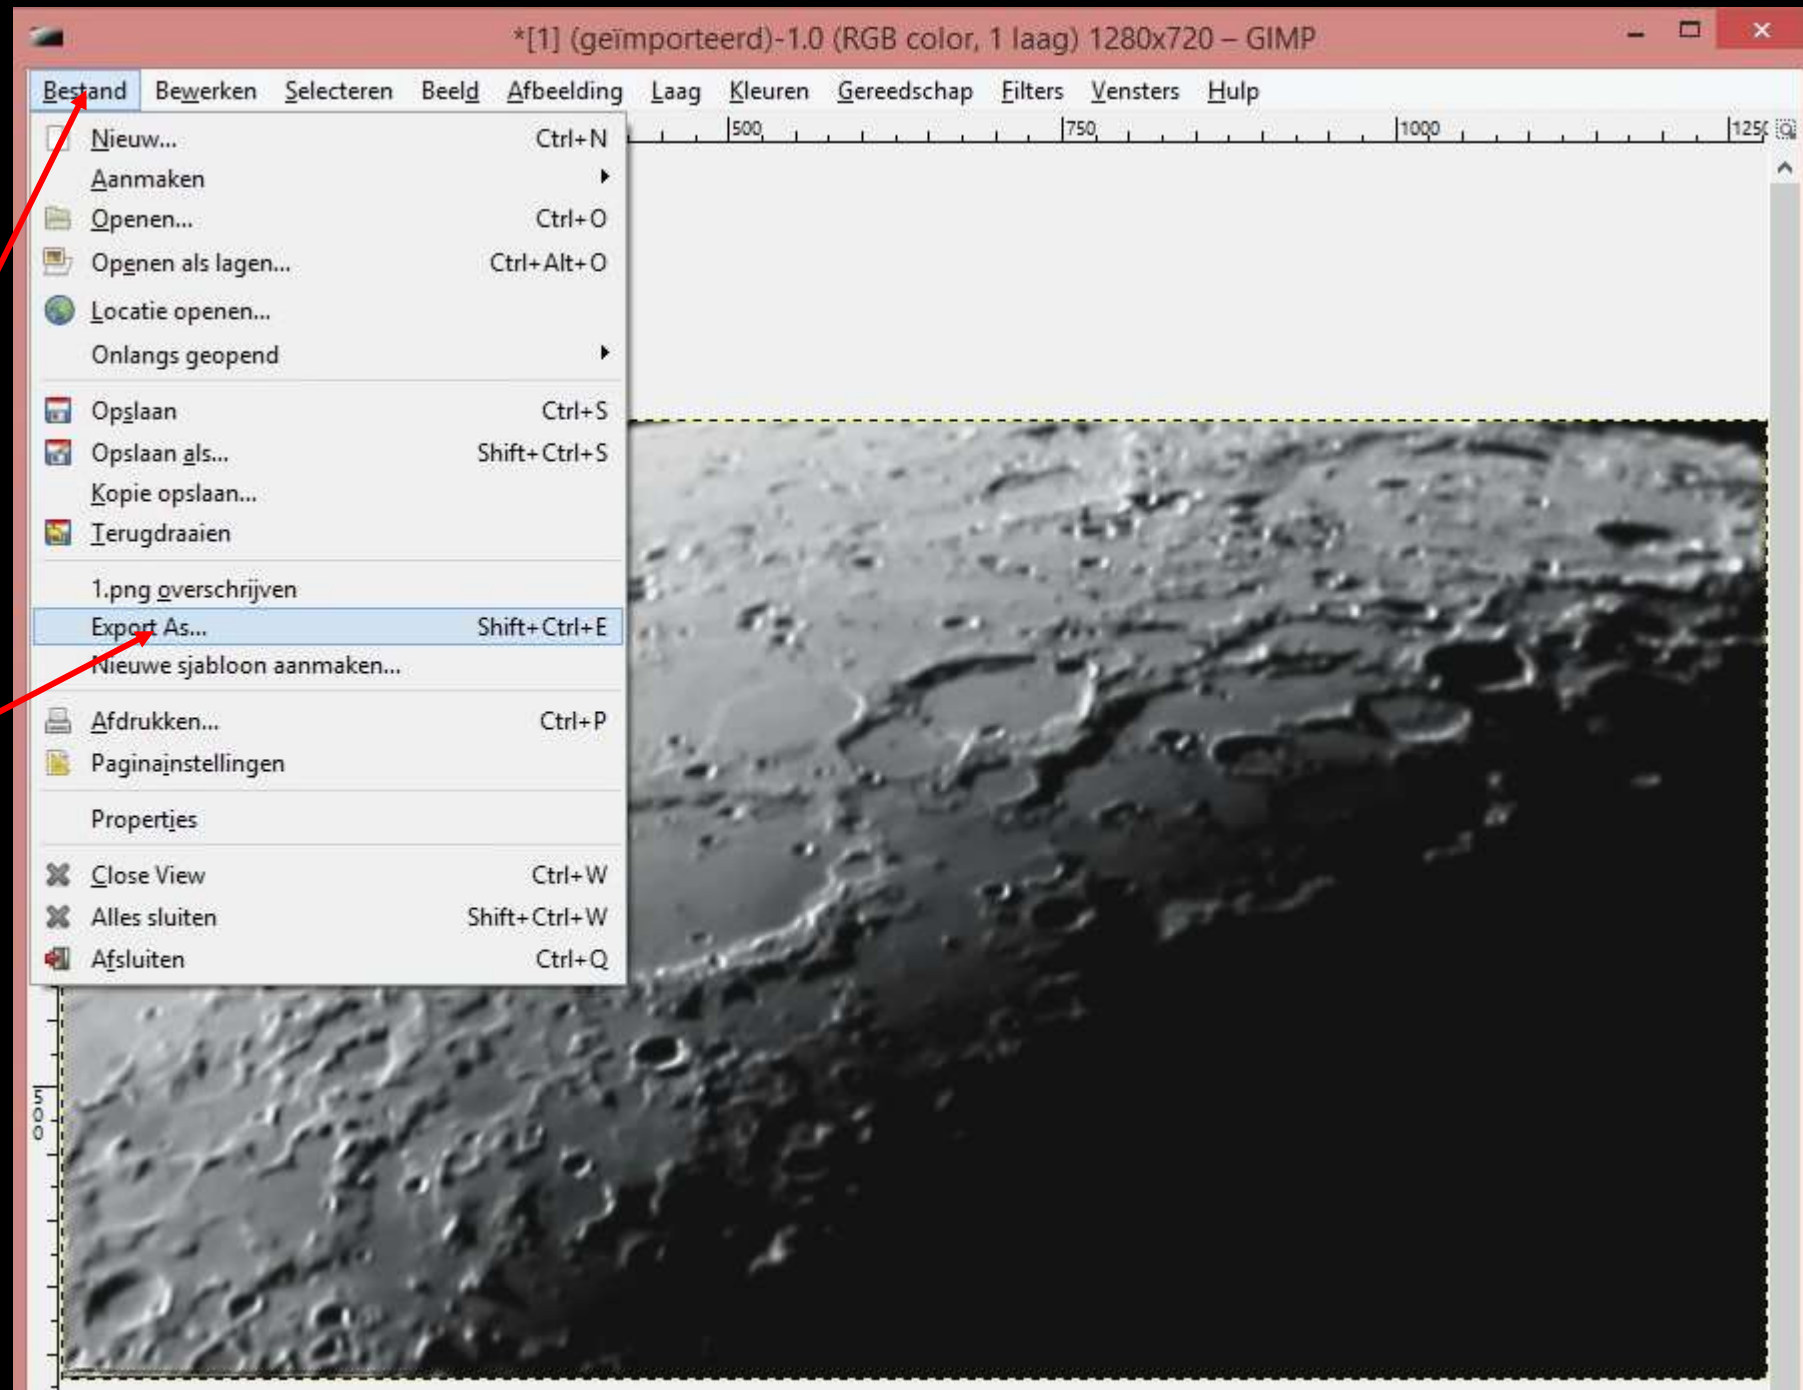 *[1] (geïmporteerd)-1.0 (RGB color, 1 laag) 1280x720 – GIMP
Bestand Bewerken Selecteren Beeld Afbeelding Laag Kleuren Gereedschap Filters Vensters Hulp
500 750 1000 125
Nieuw... Ctrl+N
Aanmaken
Openen... Ctrl+O
Openen als lagen... Ctrl+Alt+O
Locatie openen...
Onlangs geopend
Opslaan Ctrl+S
Opslaan als... Shift+Ctrl+S
Kopie opslaan...
Terugdraaien
1.png overschrijven
Export As... Shift+Ctrl+E
Nieuwe sjabloon aanmaken...
Afdrukken... Ctrl+P
Paginainstellingen
Properties
Close View Ctrl+W
Alles sluiten Shift+Ctrl+W
Afsluiten Ctrl+Q
500